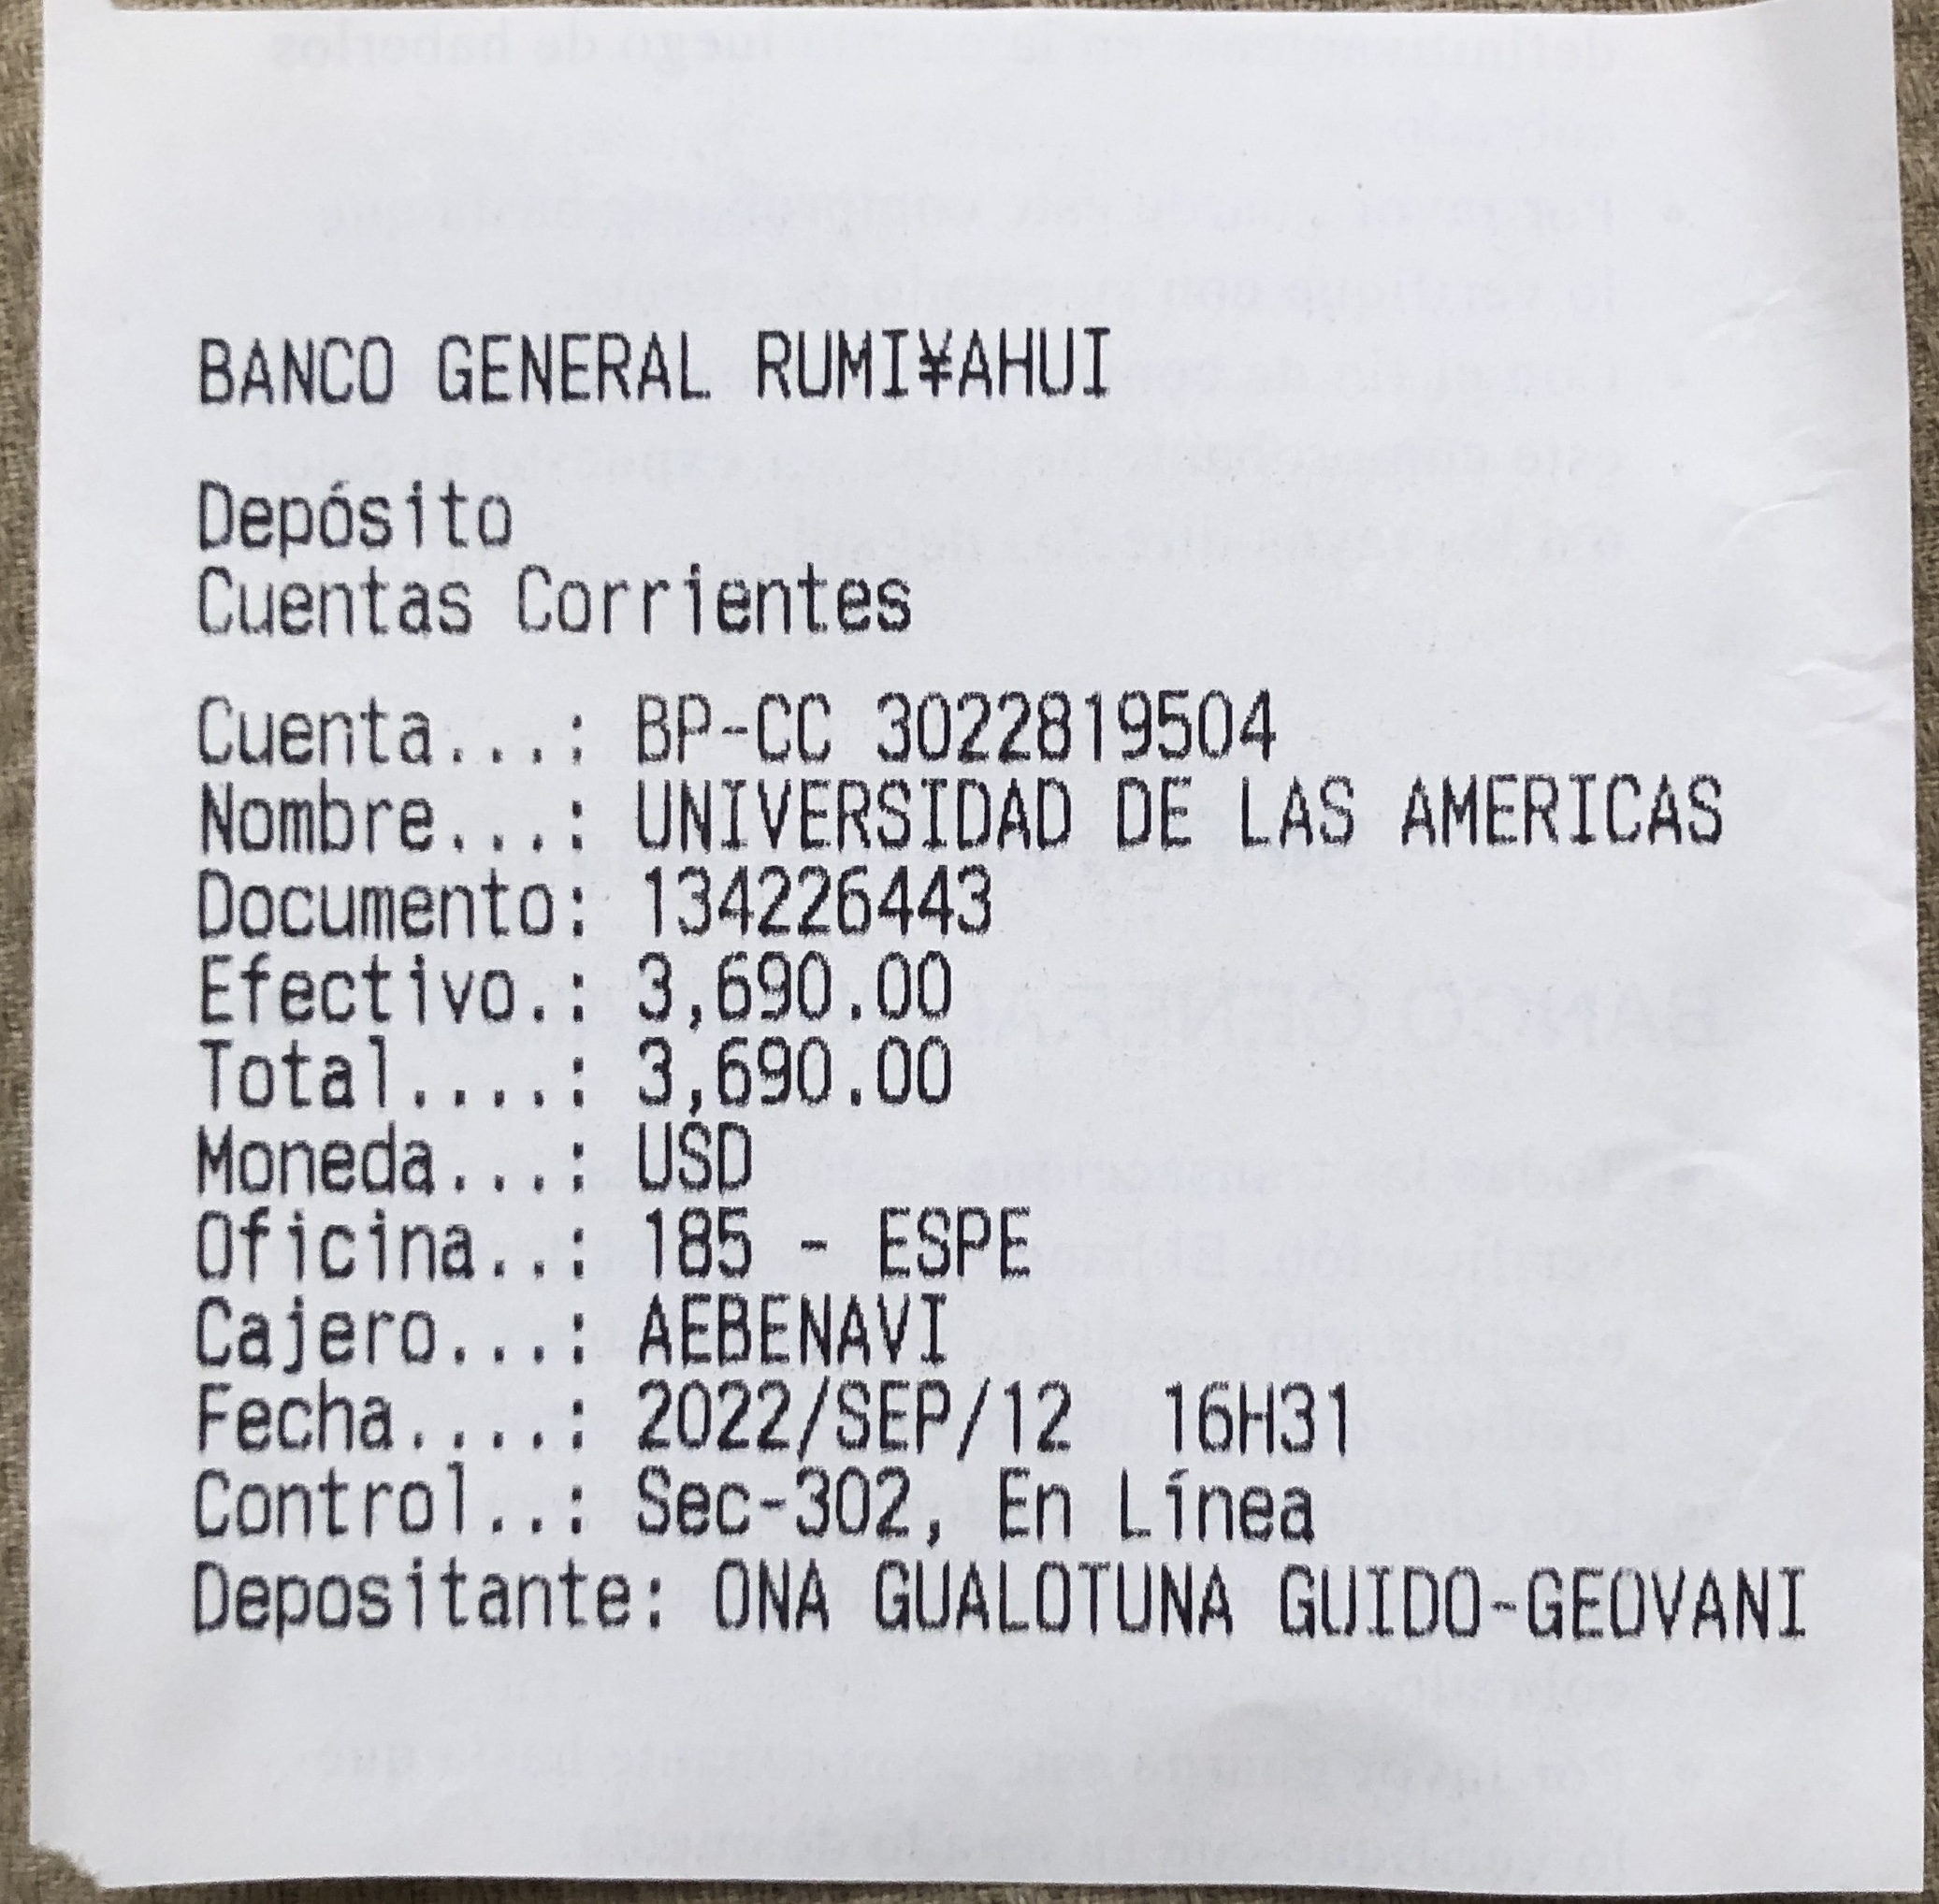 BANCO GENERAL RUMI¥AHUI
Depósito
Cuentas Corrientes
Cuenta...: BP-CC 3022819504
Nombre...: UNIVERSIDAD DE LAS AMERICAS
Documento: 134226443
Efectivo.: 3,690.00
Total....: 3,690.00
Moneda...: USD
Oficina..: 185 - ESPE
Cajero...: AEBENAVI
Fecha....: 2022/SEP/12  16H31
Control..: Sec-302, En Línea
Depositante: ONA GUALOTUNA GUIDO-GEOVANI